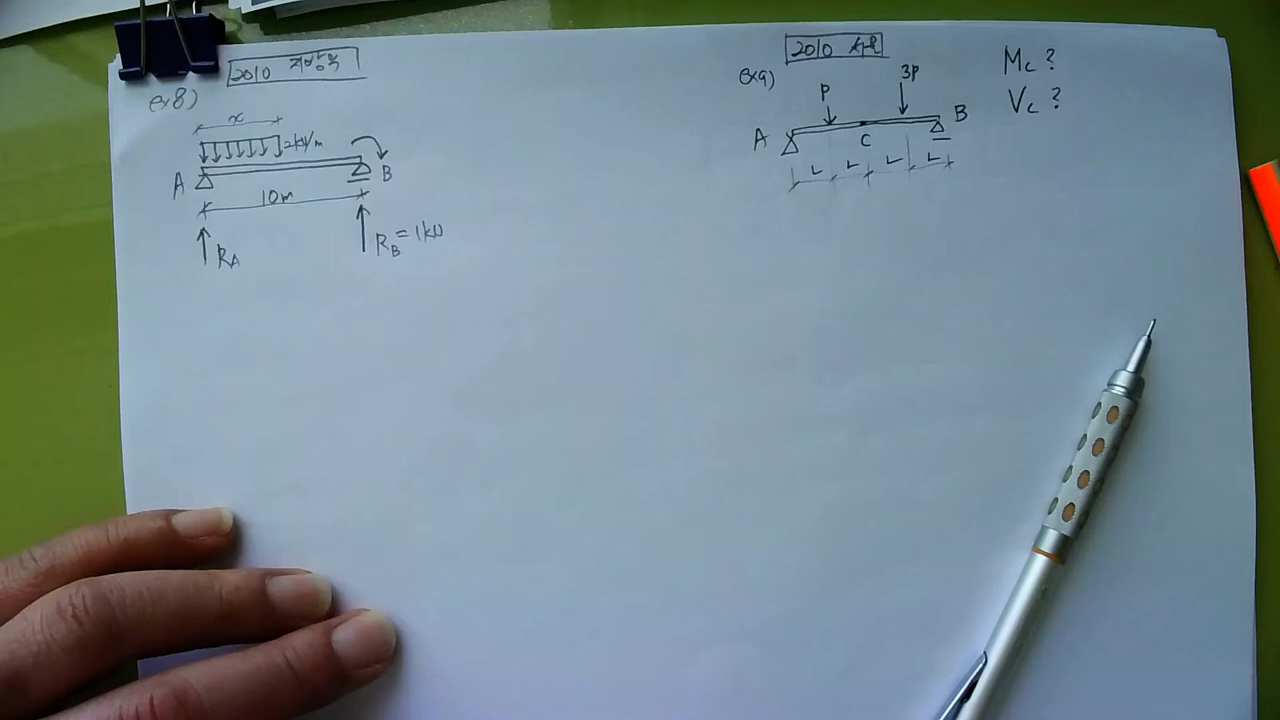 2010 지방직
ex8)
x
2kN/m
A
B
10m
RA
RB=1kN
2010 서울
ex9)
P
3P
A
B
C
L L L L
Mc?
Vc?